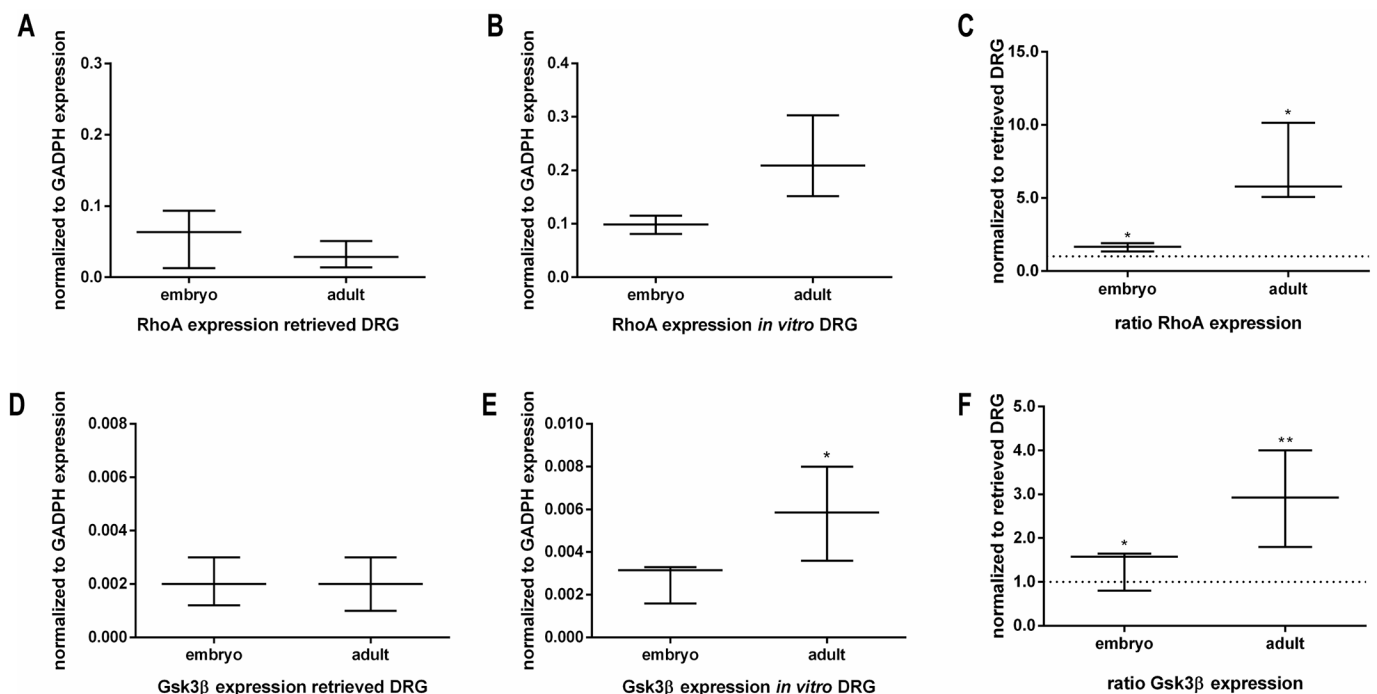 A
normalized to GADPH expression
0.3
0.2
0.1
0.0
embryo adult
RhoA expression retrieved DRG
B
normalized to GADPH expression
0.4
0.3
0.2
0.1
0.0
embryo adult
RhoA expression in vitro DRG
C
normalized to retrieved DRG
15.0
10.0
5.0
0.0
*
*
embryo adult
ratio RhoA expression
D
normalized to GADPH expression
0.008
0.006
0.004
0.002
0.000
embryo adult
Gsk3β expression retrieved DRG
E
normalized to GADPH expression
0.010
0.008
0.006
0.004
0.002
0.000
*
embryo adult
Gsk3β expression in vitro DRG
F
normalized to retrieved DRG
5.0
4.0
3.0
2.0
1.0
0.0
*
**
embryo adult
ratio Gsk3β expression